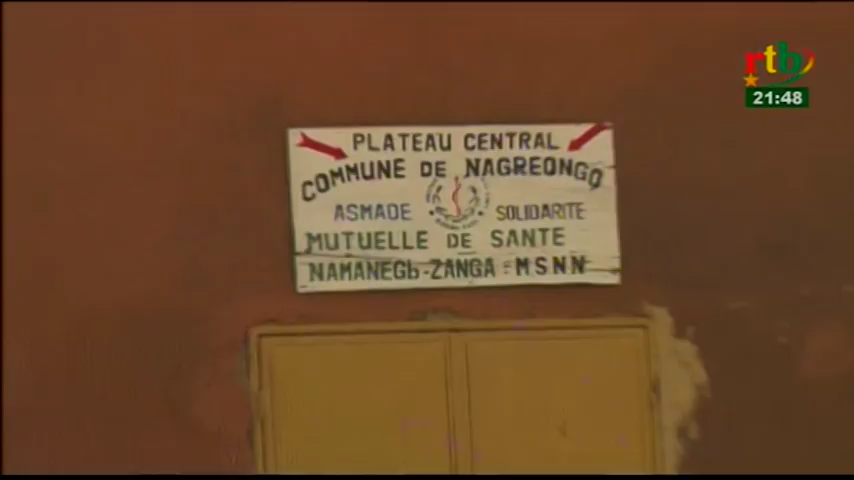 rtb
21:48
PLATEAU CENTRAL
COMMUNE DE NAGREONGO
ASMADE SOLIDARITE
MUTUELLE DE SANTE
NAMANEGb-ZANGA = MSNN